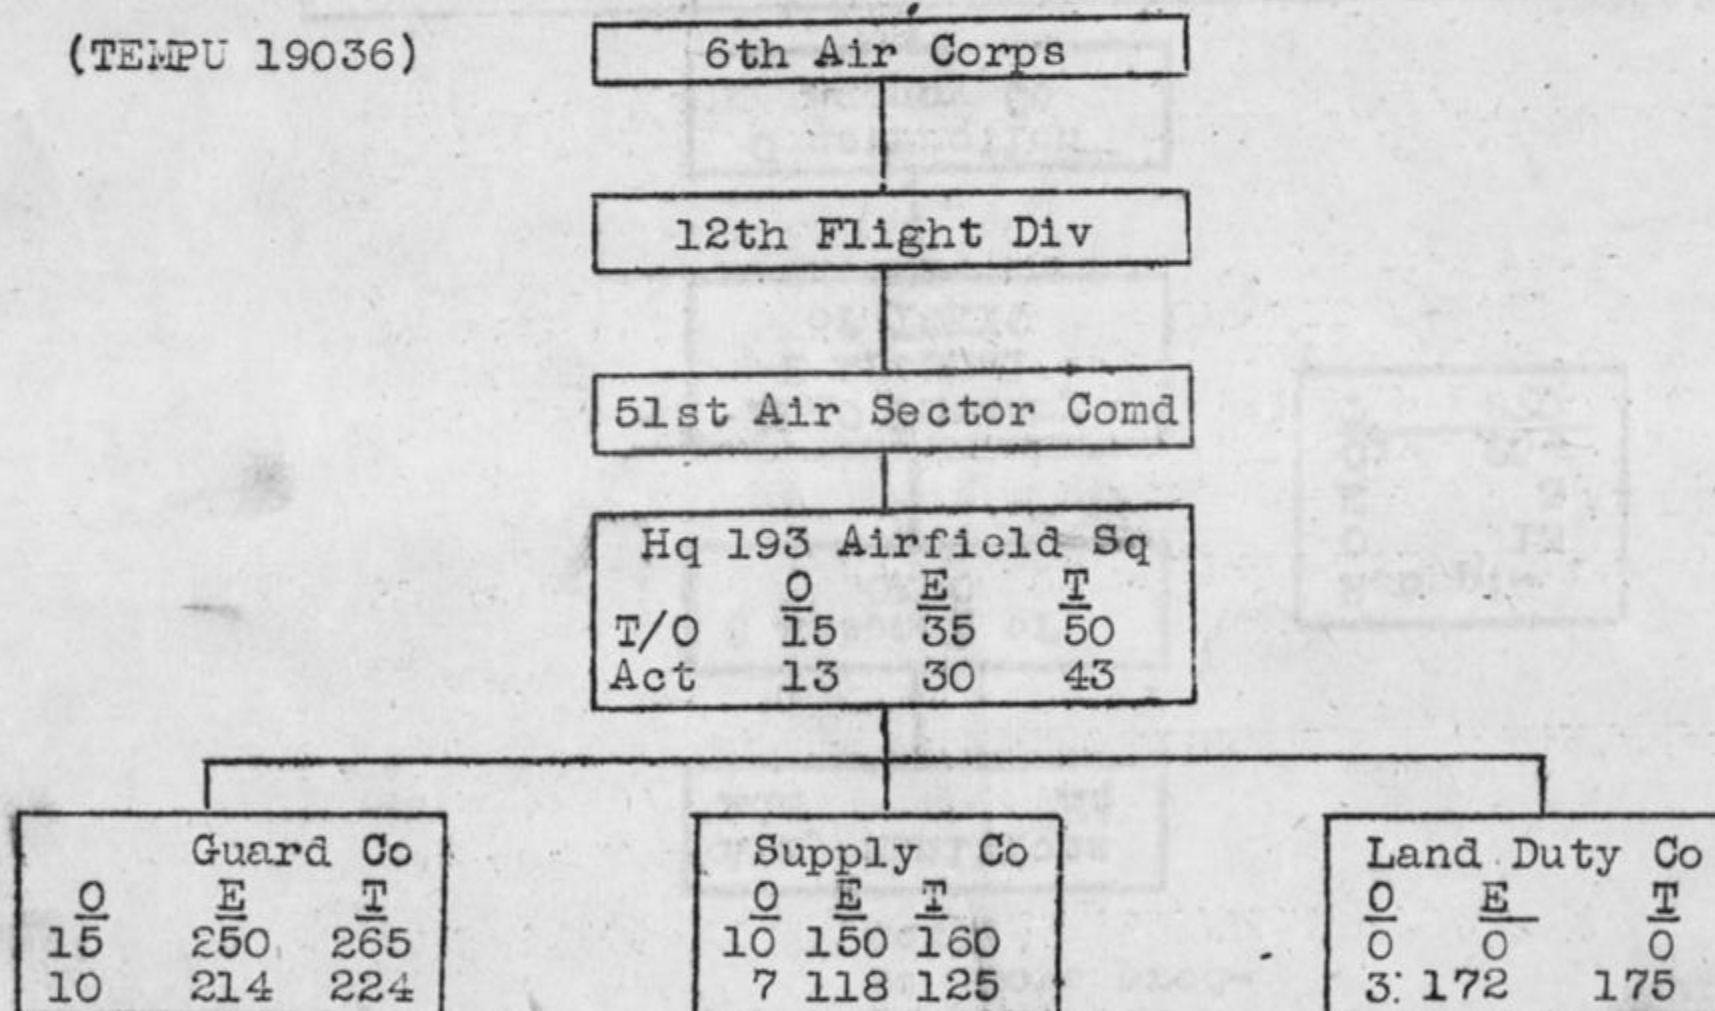 (TEMPU 19036)
6th Air Corps
12th Flight Div
51st Air Sector Comd
Hq 193 Airfield Sq
O E T
T/O 15 35 50
Act 13 30 43
Guard Co
O E T
15 250 265
10 214 224
Supply Co
O E T
10 150 160
7 118 125
Land Duty Co
O E T
0 0 0
3 172 175